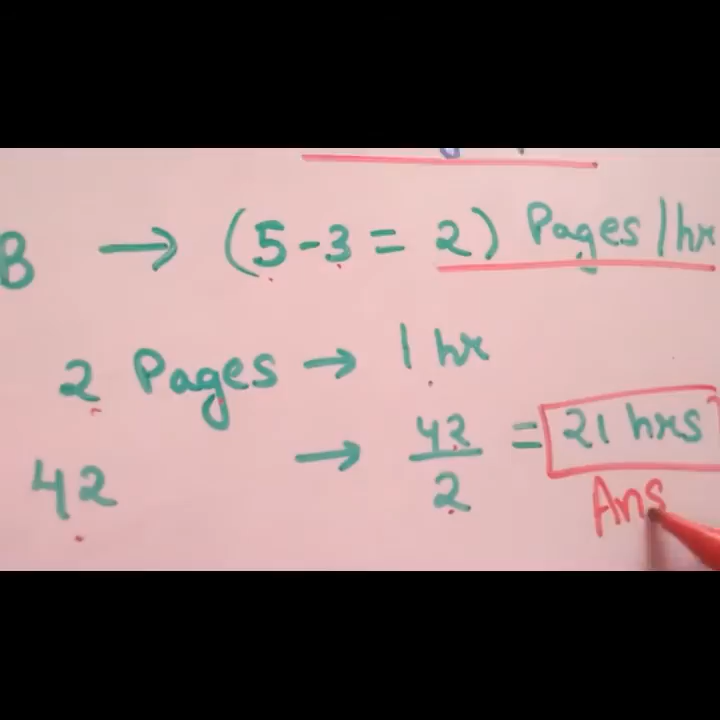 B → (5-3 = 2) Pages/hr
2 Pages → 1 hr
42 → 42/2 = 21 hrs
Ans